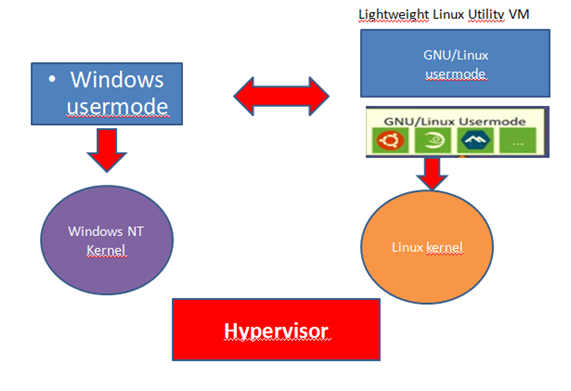 Lightweight Linux Utility VM
GNU/Linux
usermode
• Windows
usermode
GNU/Linux Usermode
...
Windows NT
Kernel
Linux kernel
Hypervisor